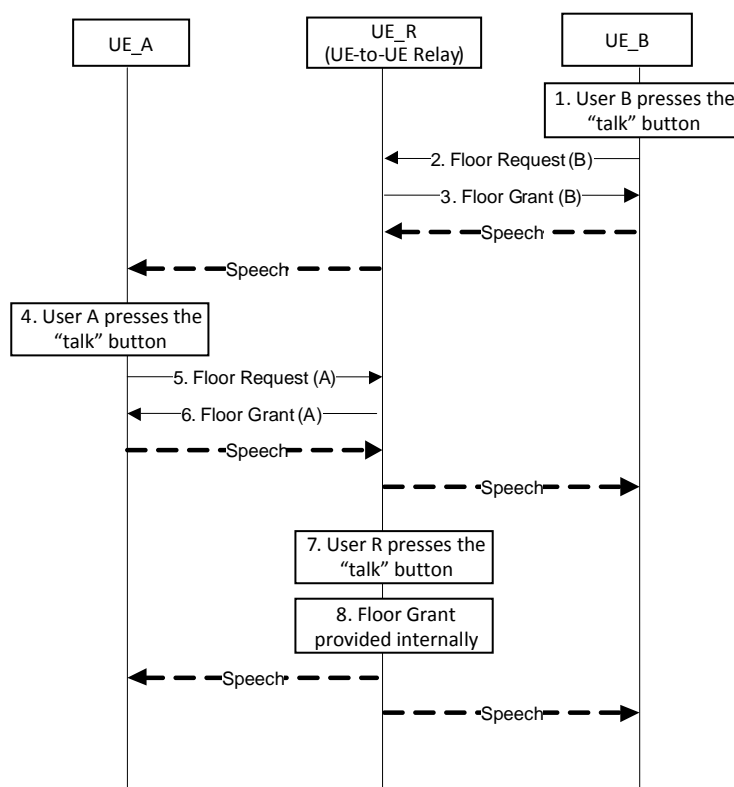 UE_A
UE_R
(UE-to-UE Relay)
UE_B
1. User B presses the
“talk” button
2. Floor Request (B)
3. Floor Grant (B)
Speech
Speech
4. User A presses the
“talk” button
5. Floor Request (A)
6. Floor Grant (A)
Speech
Speech
7. User R presses the
“talk” button
8. Floor Grant
provided internally
Speech
Speech